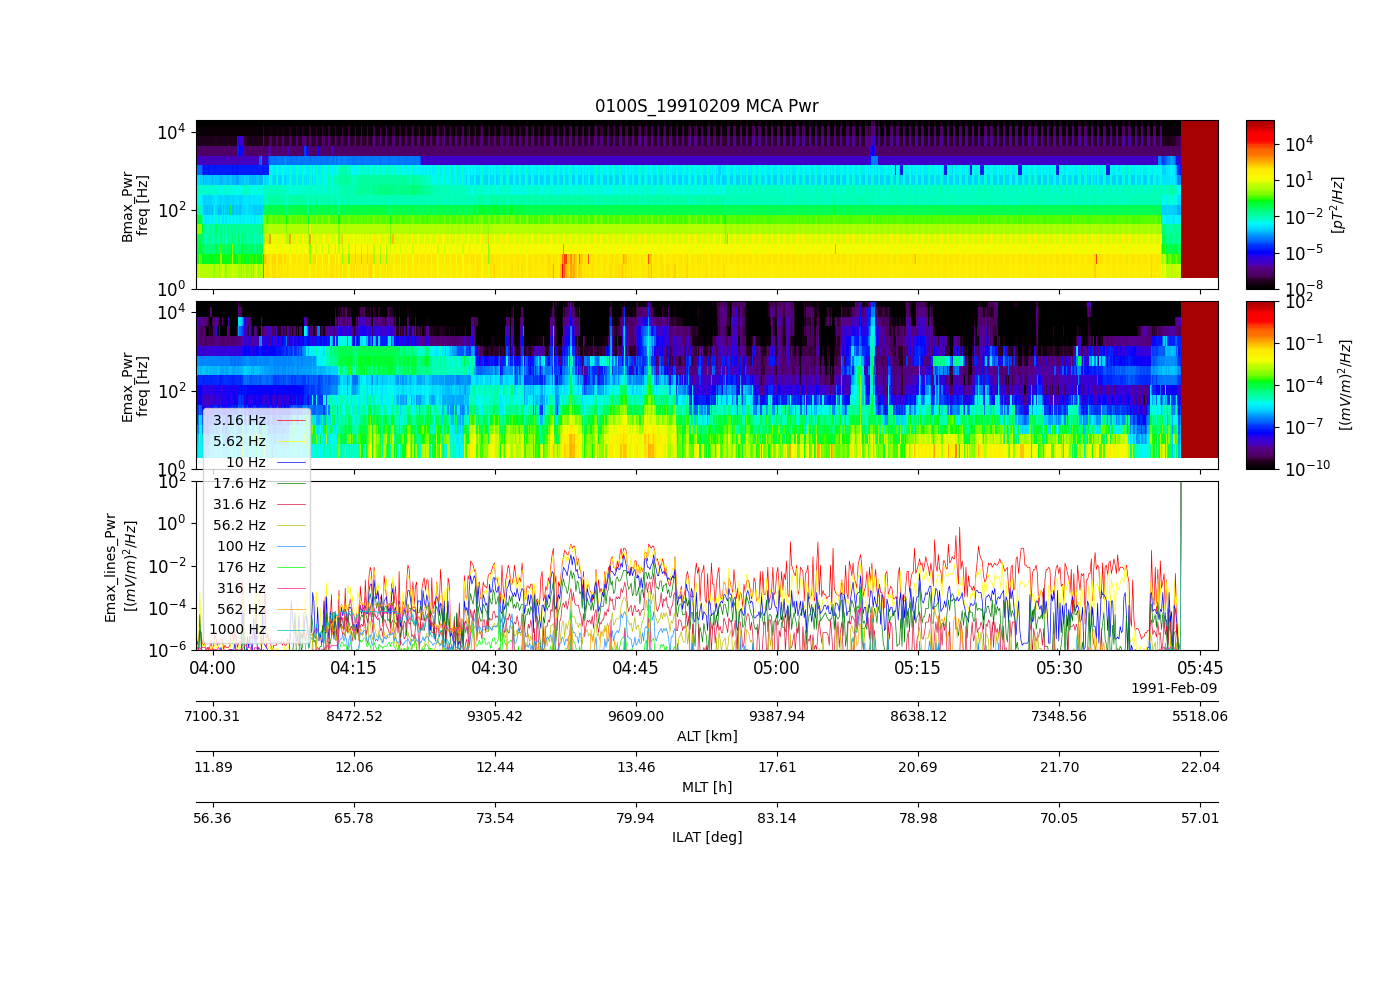 0100S_19910209 MCA Pwr
Bmax_Pwr
freq [Hz]
10^4
10^2
10^0
10^4
10^1
10^-2
10^-5
10^-8
[pT^2/Hz]
Emax_Pwr
freq [Hz]
10^4
10^2
10^0
10^2
10^-1
10^-4
10^-7
10^-10
[(mV/m)^2/Hz]
Emax_lines_Pwr
[(mV/m)^2/Hz]
10^2
10^0
10^-2
10^-4
10^-6
3.16 Hz
5.62 Hz
10 Hz
17.6 Hz
31.6 Hz
56.2 Hz
100 Hz
176 Hz
316 Hz
562 Hz
1000 Hz
04:00 04:15 04:30 04:45 05:00 05:15 05:30 05:45
1991-Feb-09
7100.31 8472.52 9305.42 9609.00 9387.94 8638.12 7348.56 5518.06
ALT [km]
11.89 12.06 12.44 13.46 17.61 20.69 21.70 22.04
MLT [h]
56.36 65.78 73.54 79.94 83.14 78.98 70.05 57.01
ILAT [deg]